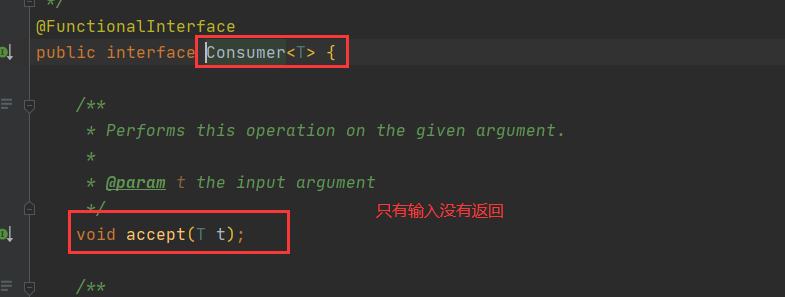 */
@FunctionalInterface
public interface Consumer<T> {
/**
* Performs this operation on the given argument.
*
* @param t the input argument
*/
只有输入没有返回
void accept(T t);
/**